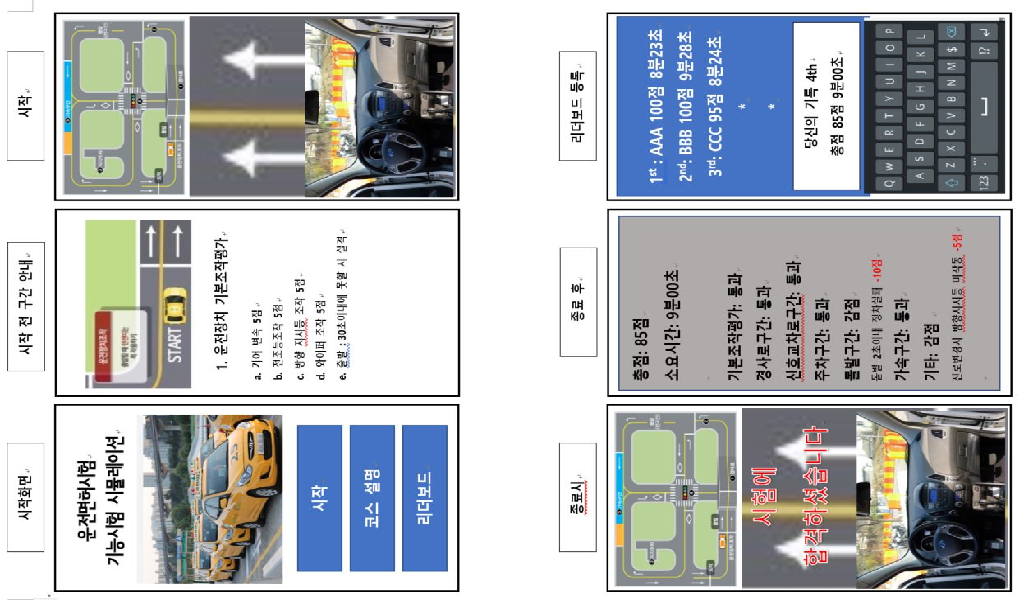 시작화면
운전면허시험
기능시험 시뮬레이션
시작
코스 설명
리더보드
시작 전 구간 안내
운전장치조작
START
1. 운전장치 기본조작평가
a. 기어 변속 5점
b. 전조등조작 5점
c. 방향 지시등 조작 5점
d. 와이퍼 조작 5점
e. 출발 : 30초이내에 못할 시 실격
시작
종료시
시험에
합격하셨습니다
종료 후
총점: 85점
소요시간: 9분00초
기본조작평가: 통과
경사로구간: 통과
신호교차로구간: 통과
주차구간: 통과
돌발구간: 감점
돌발 2초이내 정차실패 -10점
가속구간: 통과
기타: 감점
진로변경시 방향지시등 미작동 -5점
리더보드 등록
1st : AAA 100점 8분23초
2nd: BBB 100점 9분28초
3rd: CCC 95점 8분24초
*
*
당신의 기록 4th
총점 85점 9분00초
Q W E R T Y U I O P
A S D F G H J K L
Z X C V B N M $
123 , !?